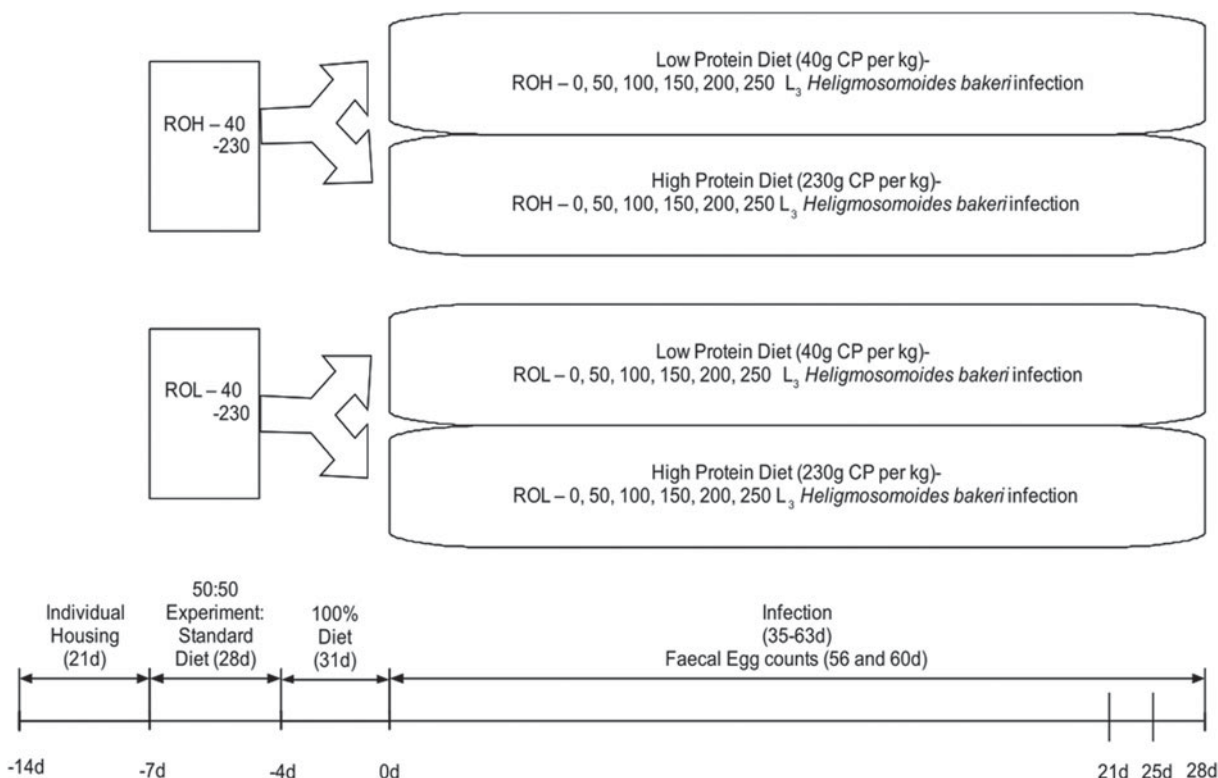 ROH – 40
-230
Low Protein Diet (40g CP per kg)-
ROH – 0, 50, 100, 150, 200, 250 L3 Heligmosomoides bakeri infection
High Protein Diet (230g CP per kg)-
ROH – 0, 50, 100, 150, 200, 250 L3 Heligmosomoides bakeri infection
ROL – 40
-230
Low Protein Diet (40g CP per kg)-
ROL – 0, 50, 100, 150, 200, 250 L3 Heligmosomoides bakeri infection
High Protein Diet (230g CP per kg)-
ROL – 0, 50, 100, 150, 200, 250 L3 Heligmosomoides bakeri infection
Individual
Housing
(21d)
50:50
Experiment:
Standard
Diet (28d)
100%
Diet
(31d)
Infection
(35-63d)
Faecal Egg counts (56 and 60d)
-14d -7d -4d 0d 21d 25d 28d